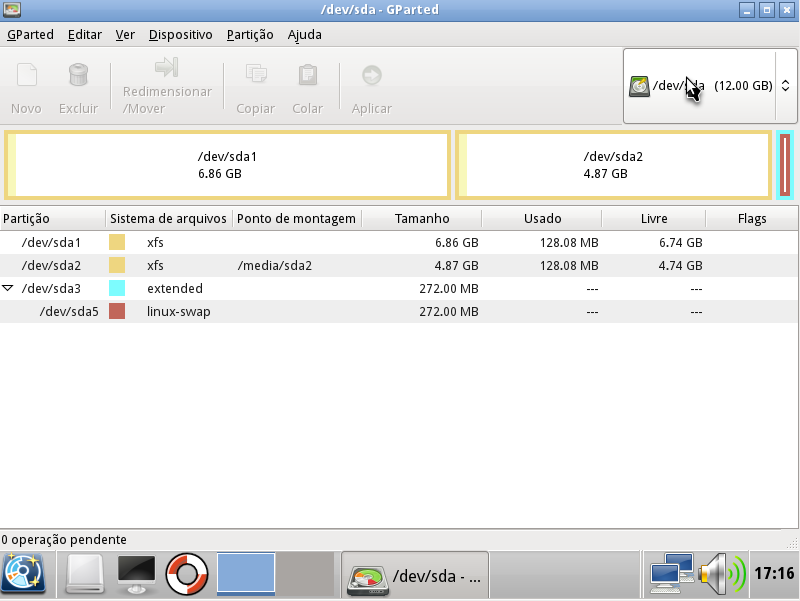 /dev/sda - GParted
GParted Editar Ver Dispositivo Partição Ajuda
Novo
Excluir
Redimensionar
/Mover
Copiar
Colar
Aplicar
/dev/sda (12.00 GB)
/dev/sda1
6.86 GB
/dev/sda2
4.87 GB
Partição Sistema de arquivos Ponto de montagem Tamanho Usado Livre Flags
/dev/sda1 xfs 6.86 GB 128.08 MB 6.74 GB
/dev/sda2 xfs /media/sda2 4.87 GB 128.08 MB 4.74 GB
/dev/sda3 extended 272.00 MB --- ---
/dev/sda5 linux-swap 272.00 MB --- ---
0 operação pendente
/dev/sda - ...
17:16